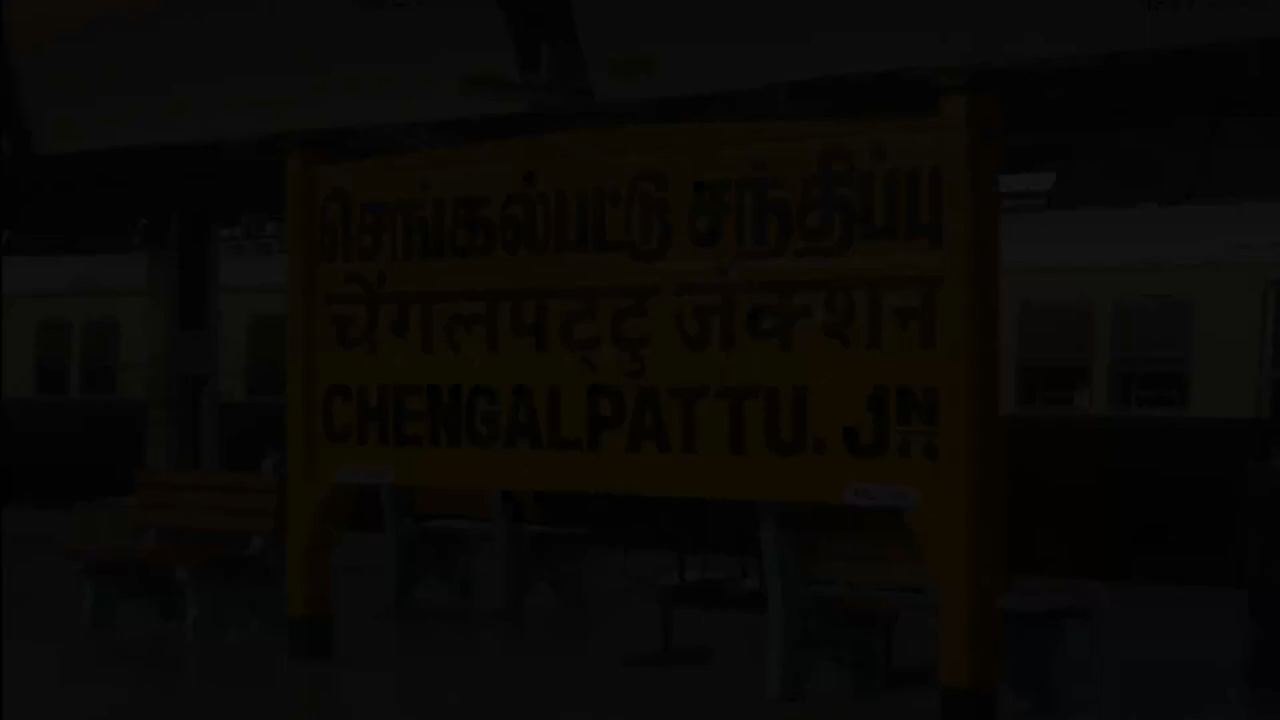 செங்கல்பட்டு சந்திப்பு
चेंगलपट्टु जंक्शन
CHENGALPATTU. JN.